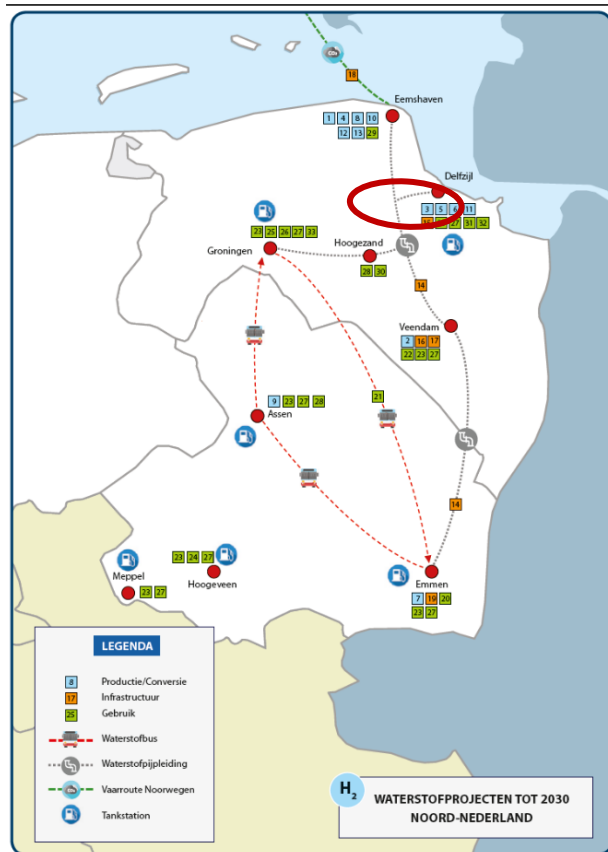 18
Eemshaven
1 4 8 10
12 13 29
Delfzijl
3 5 6 11
27 31 32
23 25 26 27 33
Groningen
Hoogezand
28 30
14
Veendam
2 16 17
22 23 27
9 23 27 28
Assen
21
14
23 24 27
Hoogeveen
Meppel
23 27
Emmen
7 19 20
23 27
LEGENDA
8 Productie/Conversie
17 Infrastructuur
25 Gebruik
Waterstofbus
Waterstofpijpleiding
Vaarroute Noorwegen
Tankstation
H₂
WATERSTOFPROJECTEN TOT 2030
NOORD-NEDERLAND